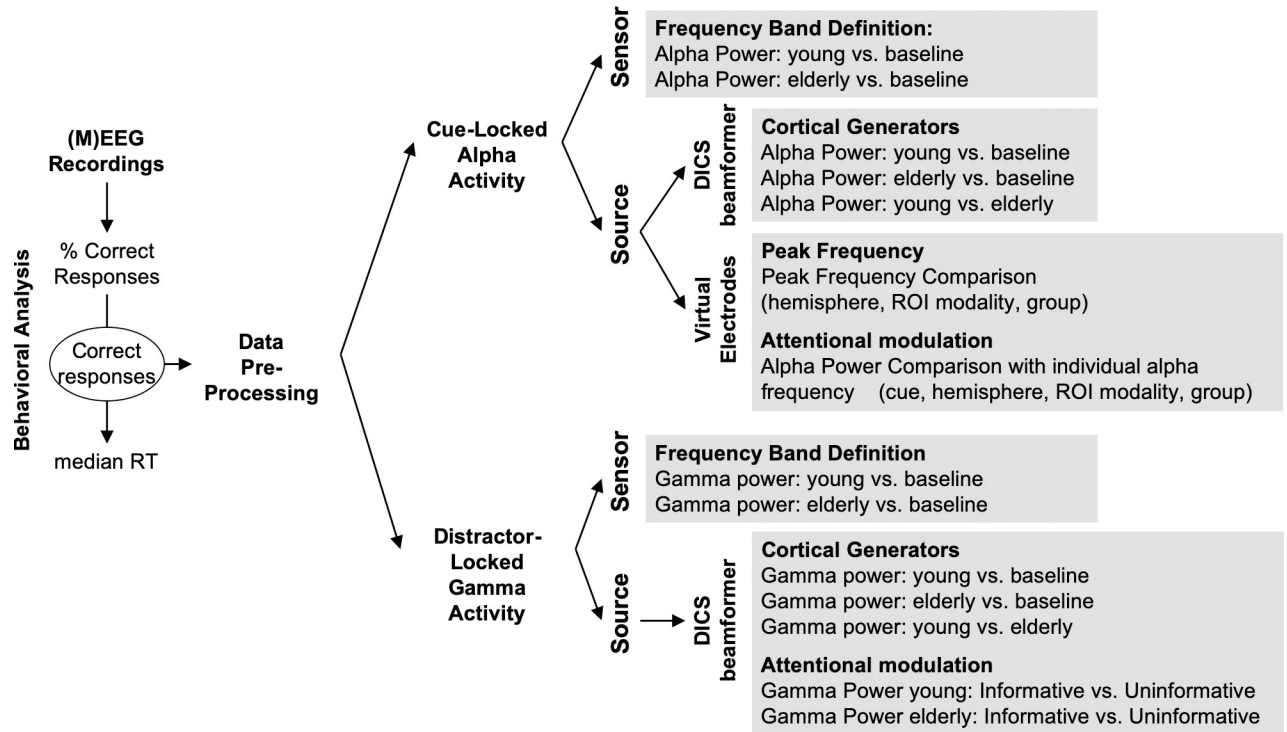 Behavioral Analysis
(M)EEG
Recordings
% Correct
Responses
Correct
responses
median RT
Data
Pre-
Processing
Cue-Locked
Alpha
Activity
Sensor
Frequency Band Definition:
Alpha Power: young vs. baseline
Alpha Power: elderly vs. baseline
Source
DICS
beamformer
Cortical Generators
Alpha Power: young vs. baseline
Alpha Power: elderly vs. baseline
Alpha Power: young vs. elderly
Virtual
Electrodes
Peak Frequency
Peak Frequency Comparison
(hemisphere, ROI modality, group)
Attentional modulation
Alpha Power Comparison with individual alpha
frequency (cue, hemisphere, ROI modality, group)
Distractor-
Locked
Gamma
Activity
Sensor
Frequency Band Definition
Gamma power: young vs. baseline
Gamma power: elderly vs. baseline
Source
DICS
beamformer
Cortical Generators
Gamma power: young vs. baseline
Gamma power: elderly vs. baseline
Gamma power: young vs. elderly
Attentional modulation
Gamma Power young: Informative vs. Uninformative
Gamma Power elderly: Informative vs. Uninformative